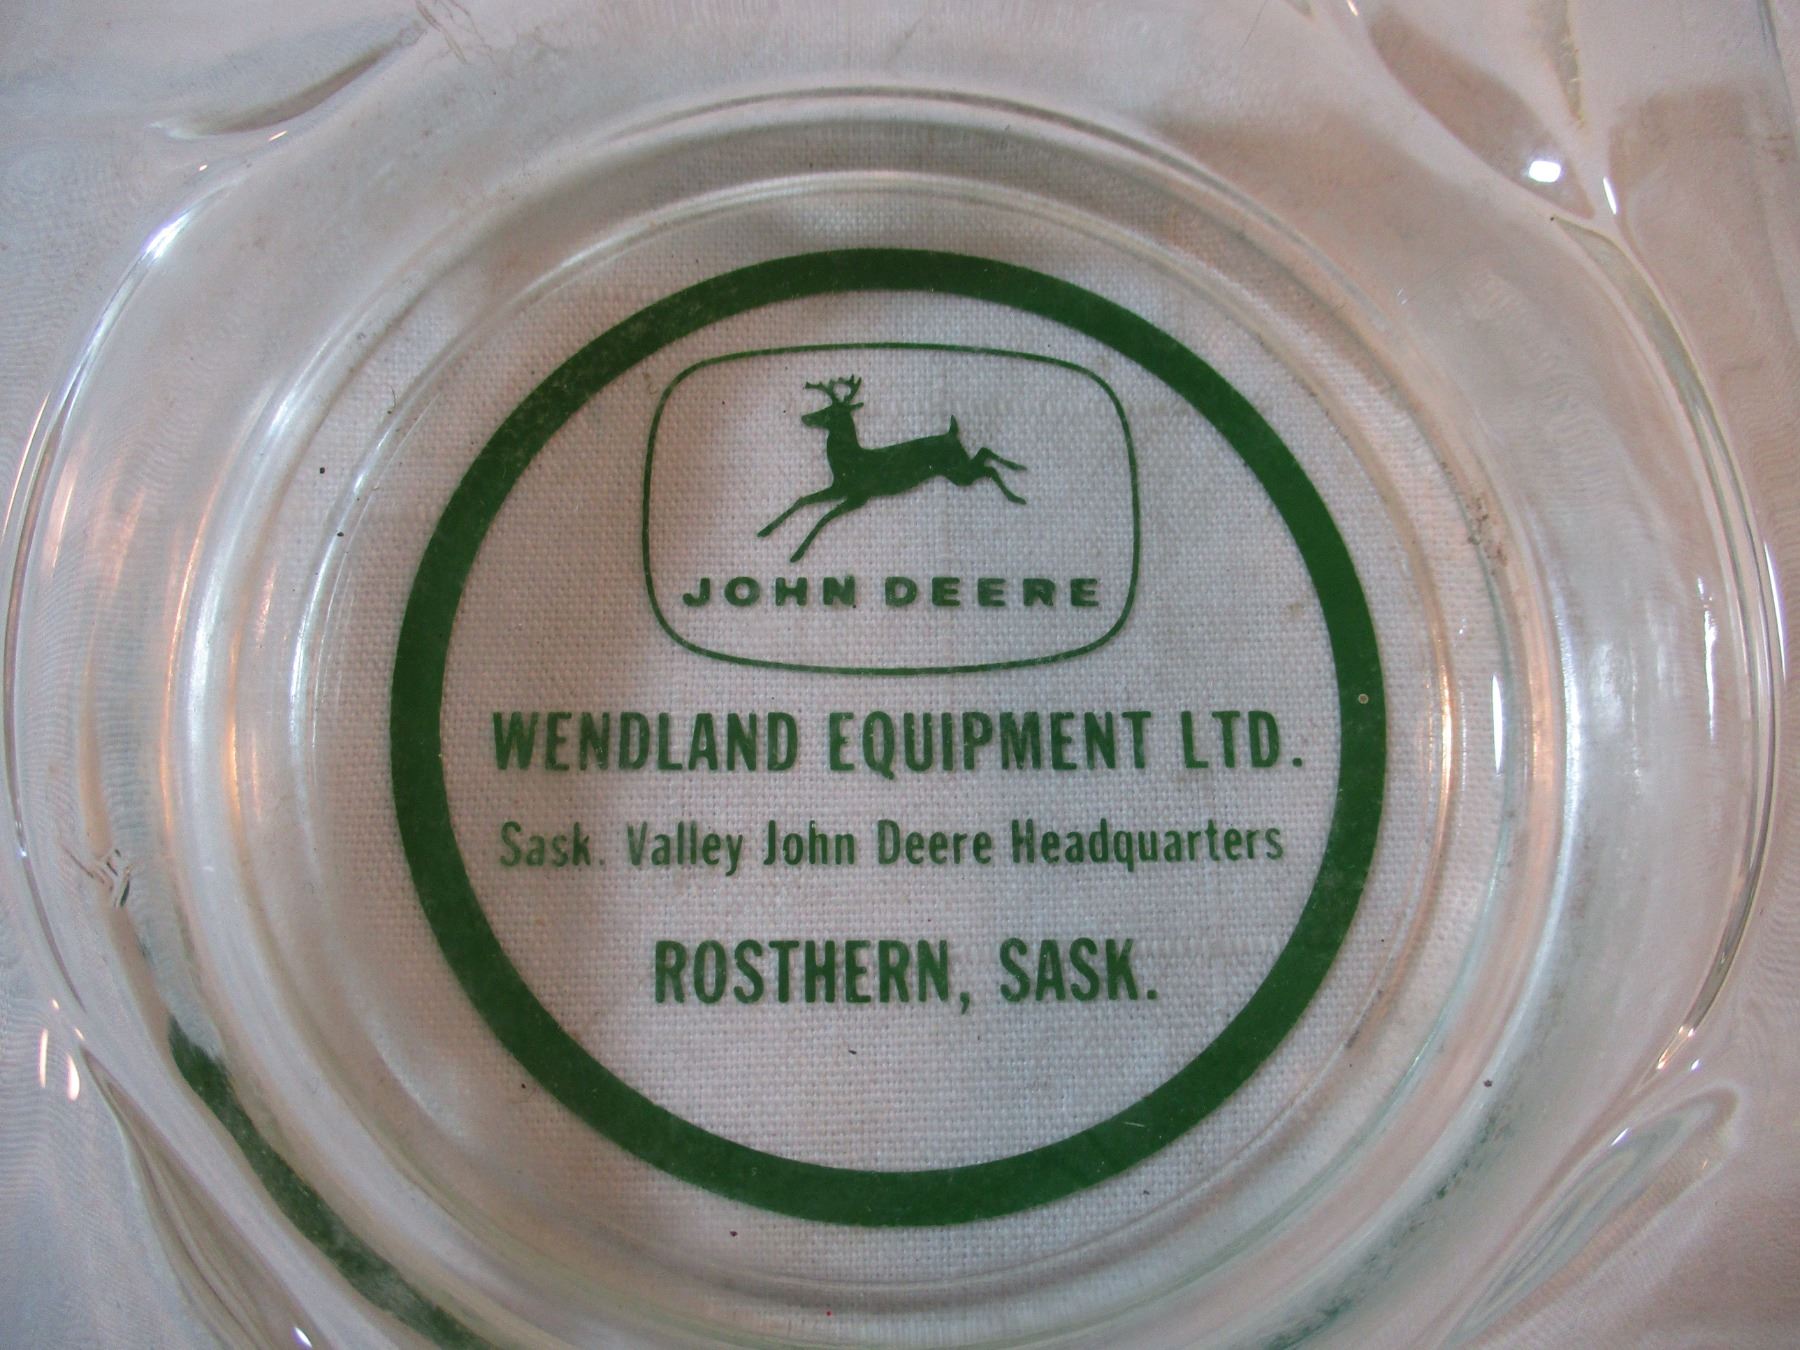 JOHN DEERE
WENDLAND EQUIPMENT LTD.
Sask. Valley John Deere Headquarters
ROSTHERN, SASK.